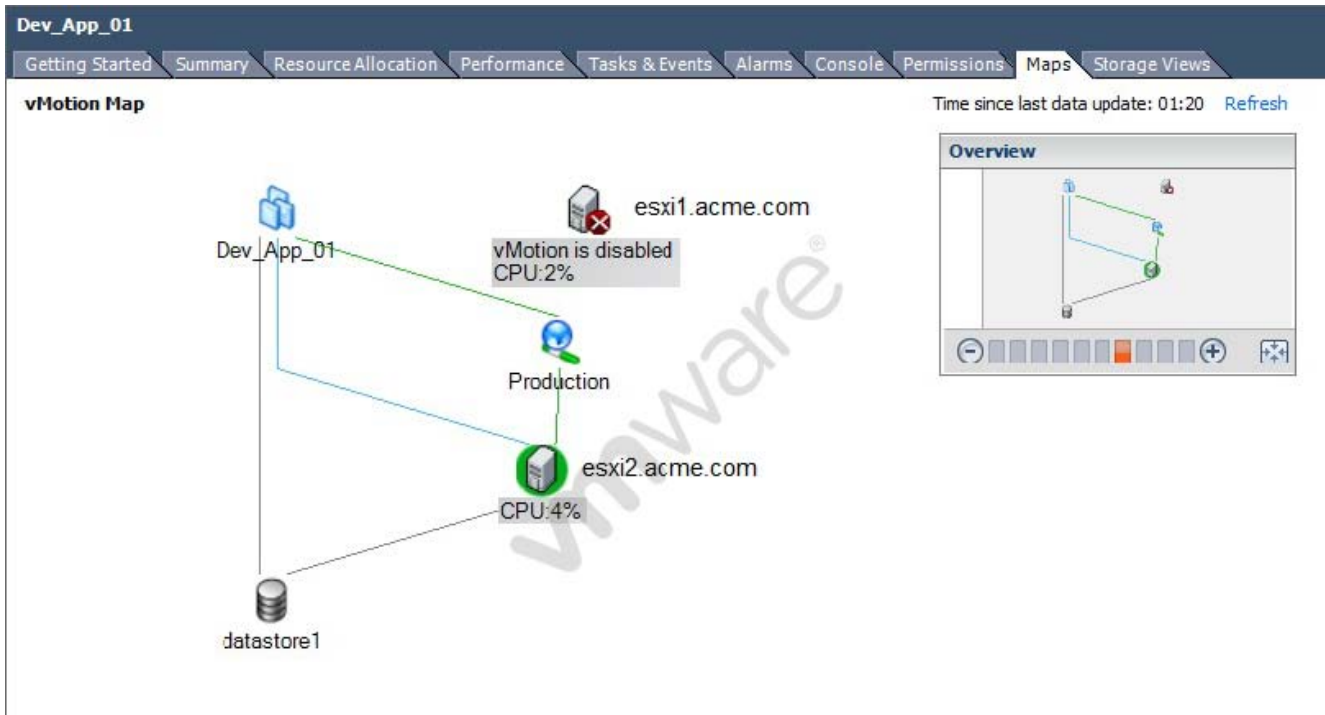 Dev_App_01
Getting Started Summary Resource Allocation Performance Tasks & Events Alarms Console Permissions Maps Storage Views
vMotion Map
Time since last data update: 01:20 Refresh
Overview
esxi1.acme.com
Dev_App_01
vMotion is disabled
CPU:2%
Production
esxi2.acme.com
CPU:4%
datastore1
vmware®